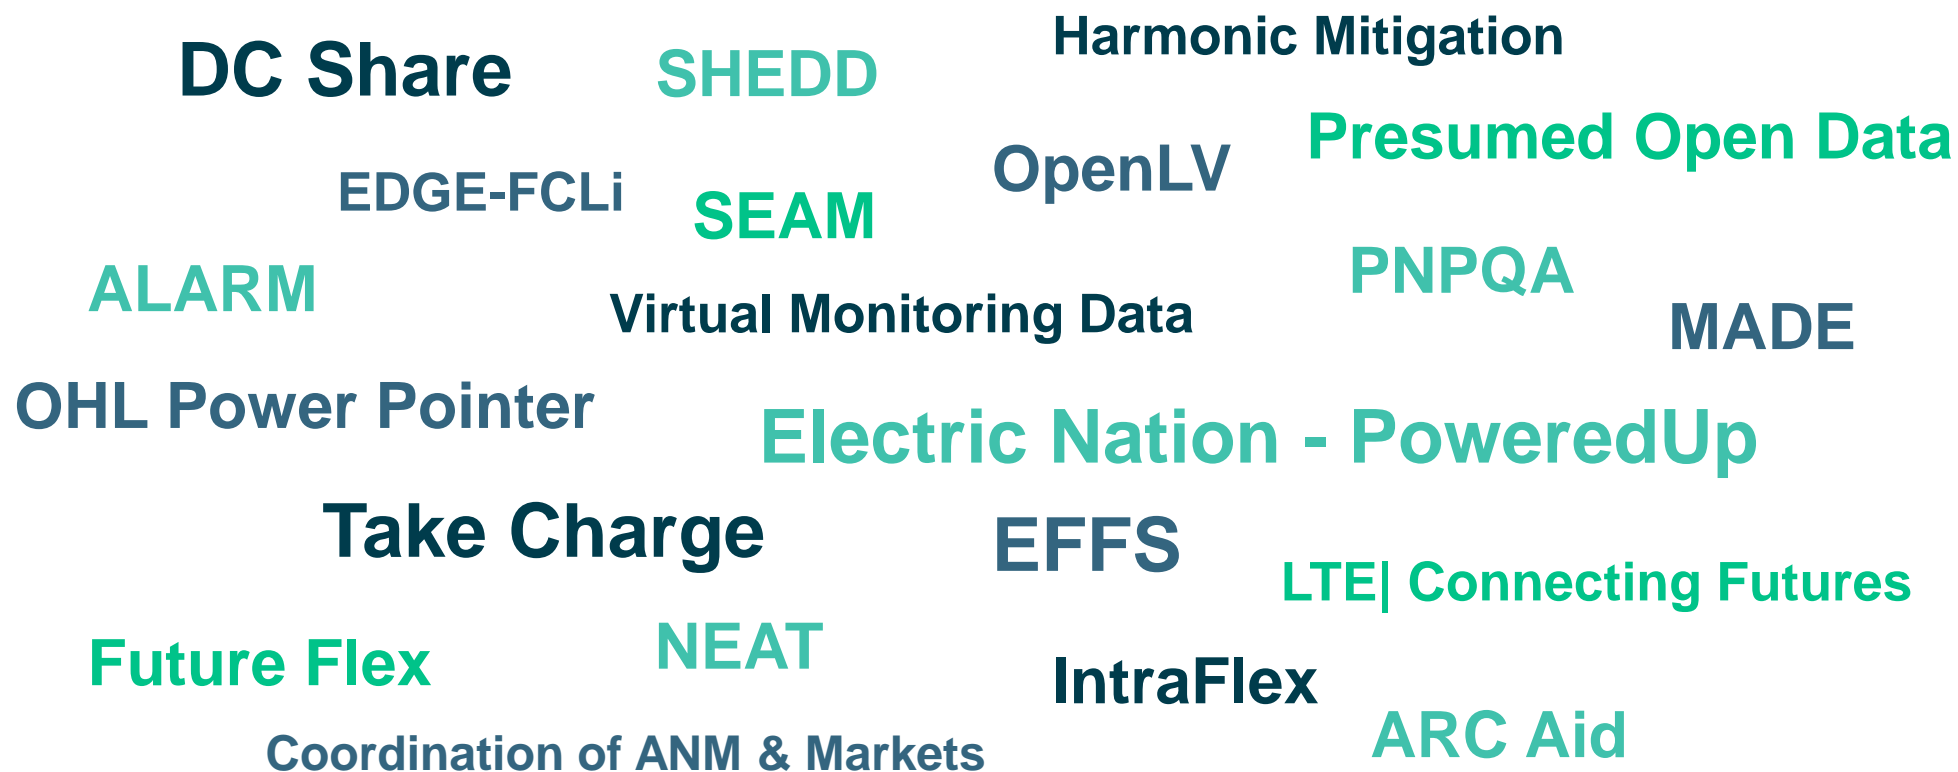 Harmonic Mitigation
DC Share
SHEDD
Presumed Open Data
OpenLV
EDGE-FCLi
SEAM
PNPQA
ALARM
Virtual Monitoring Data
MADE
OHL Power Pointer
Electric Nation - PoweredUp
Take Charge
EFFS
LTE| Connecting Futures
NEAT
Future Flex
IntraFlex
ARC Aid
Coordination of ANM & Markets